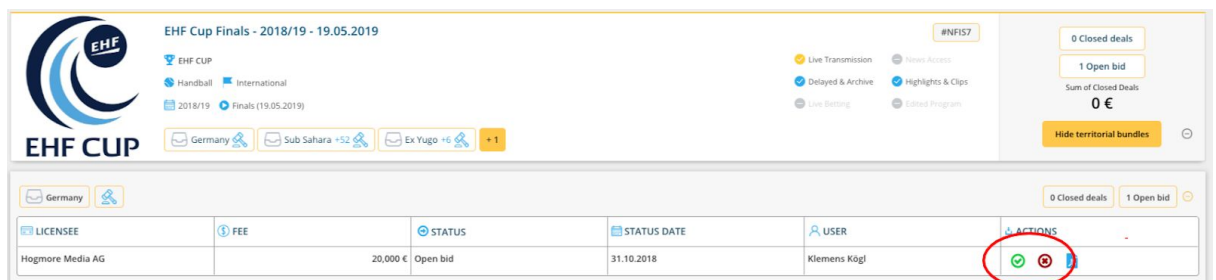 EHF
EHF CUP
EHF Cup Finals - 2018/19 - 19.05.2019
#NFIS7
EHF CUP
Handball International
2018/19 Finals (19.05.2019)
Germany Sub Sahara +52 Ex Yugo +6 + 1
Live Transmission News Access
Delayed & Archive Highlights & Clips
Live Betting Edited Program
0 Closed deals
1 Open bid
Sum of Closed Deals
0 €
Hide territorial bundles
Germany 0 Closed deals 1 Open bid
LICENSEE FEE STATUS STATUS DATE USER ACTIONS
Hogmore Media AG 20,000 € Open bid 31.10.2018 Klemens Kögl